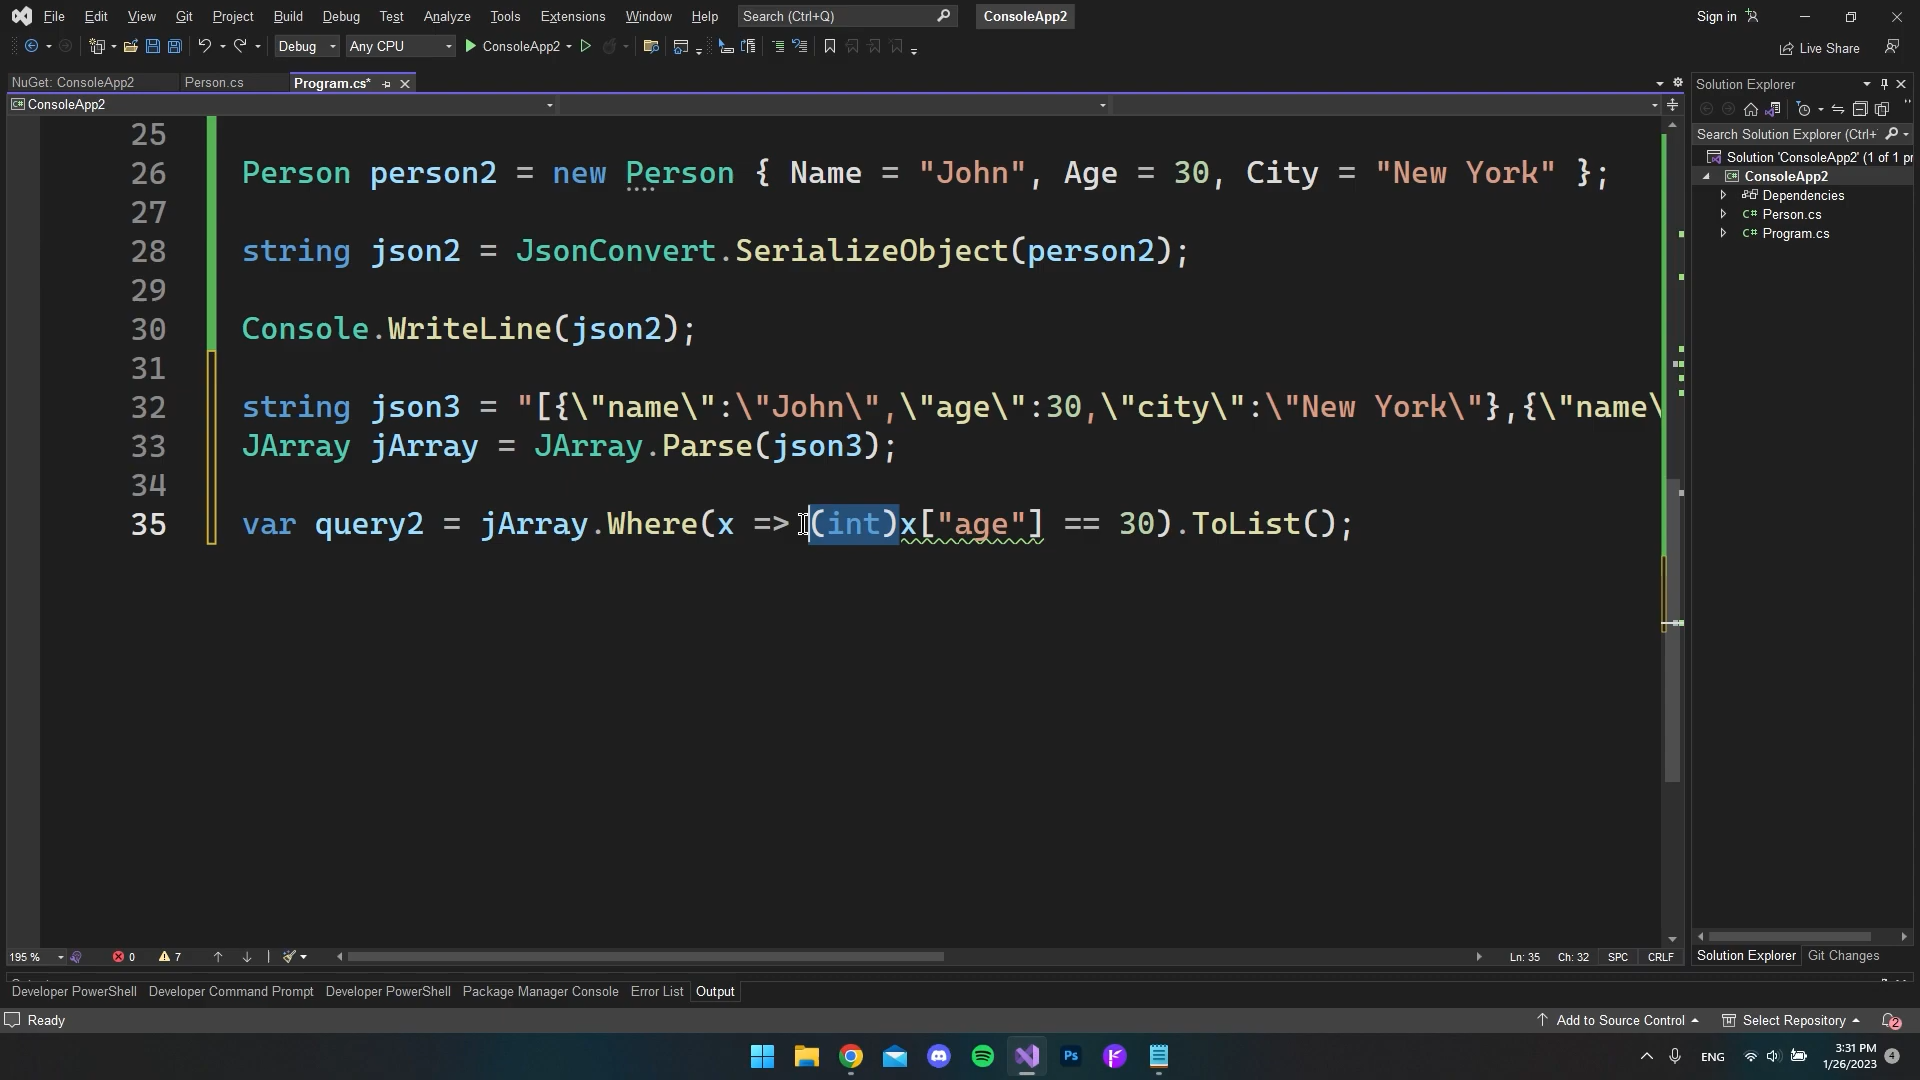 File Edit View Git Project Build Debug Test Analyze Tools Extensions Window Help Search (Ctrl+Q) ConsoleApp2 Sign in
Debug Any CPU ConsoleApp2 Live Share
NuGet: ConsoleApp2 Person.cs Program.cs*
C# ConsoleApp2
25
26 Person person2 = new Person { Name = "John", Age = 30, City = "New York" };
27
28 string json2 = JsonConvert.SerializeObject(person2);
29
30 Console.WriteLine(json2);
31
32 string json3 = "[{\"name\":\"John\",\"age\":30,\"city\":\"New York\"},{\"name\
33 JArray jArray = JArray.Parse(json3);
34
35 var query2 = jArray.Where(x => (int)x["age"] == 30).ToList();
Solution Explorer
Search Solution Explorer (Ctrl+
Solution 'ConsoleApp2' (1 of 1 pr
C# ConsoleApp2
Dependencies
C# Person.cs
C# Program.cs
195 % 0 7 Ln: 35 Ch: 32 SPC CRLF
Solution Explorer Git Changes
Developer PowerShell Developer Command Prompt Developer PowerShell Package Manager Console Error List Output
Ready Add to Source Control Select Repository 2
Ps
ENG 3:31 PM
1/26/2023 4